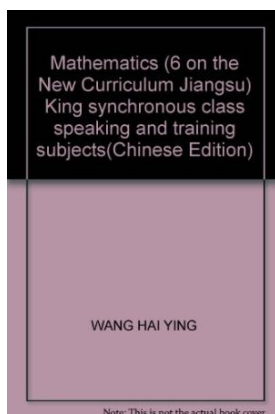 Mathematics (6 on the
New Curriculum Jiangsu)
King synchronous class
speaking and training
subjects(Chinese Edition)
WANG HAI YING
Note: This is not the actual book cover